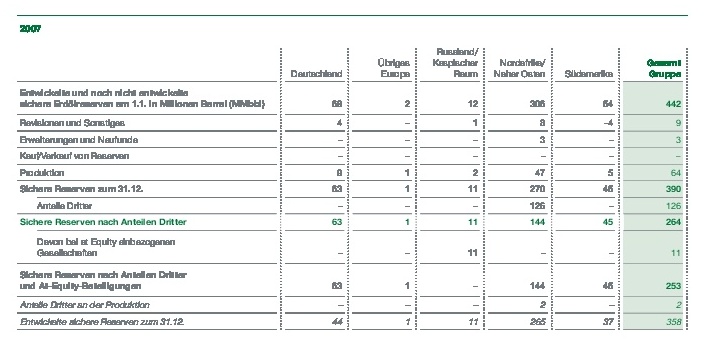 2007
Deutschland	Übriges Europa	Russland/ Kaspischer Raum	Nordafrika/ Naher Osten	Südamerika	Gesamt Gruppe
Entwickelte und noch nicht entwickelte
sichere Erdölreserven am 1.1. in Millionen Barrel (MMbbl)	68	2	12	306	54	442
Revisionen und Sonstiges	4	–	1	8	–4	9
Erweiterungen und Neufunde	–	–	–	3	–	3
Kauf/Verkauf von Reserven	–	–	–	–	–	–
Produktion	9	1	2	47	5	64
Sichere Reserven zum 31.12.	63	1	11	270	45	390
Anteile Dritter	–	–	–	126	–	126
Sichere Reserven nach Anteilen Dritter	63	1	11	144	45	264
Davon bei at Equity einbezogenen
Gesellschaften	–	–	11	–	–	11
Sichere Reserven nach Anteilen Dritter
und At-Equity-Beteiligungen	63	1	–	144	45	253
Anteile Dritter an der Produktion	–	–	–	2	–	2
Entwickelte sichere Reserven zum 31.12.	44	1	11	265	37	358